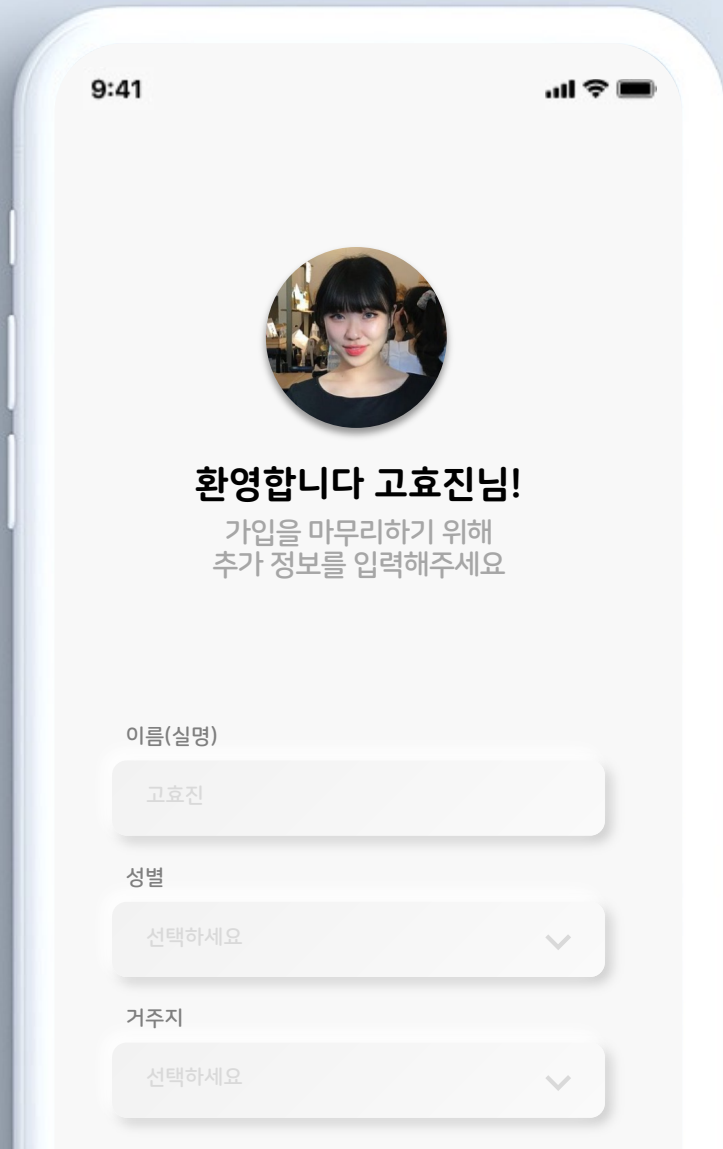 9:41
환영합니다 고효진님!
가입을 마무리하기 위해
추가 정보를 입력해주세요
이름(실명)
고효진
성별
선택하세요
거주지
선택하세요